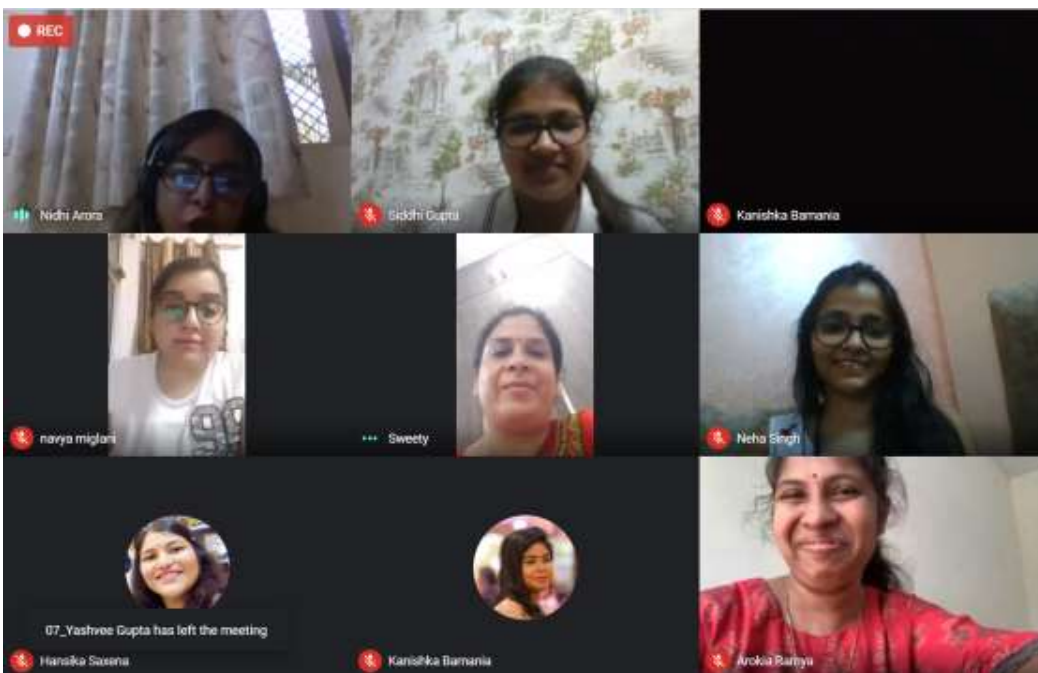 REC
Nidhi Arora
Siddhi Gupta
Kanishka Bamania
navya miglani
Sweety
Neha Singh
07_Yashvee Gupta has left the meeting
Hansika Saxena
Kanishka Bamania
Arokia Ramya